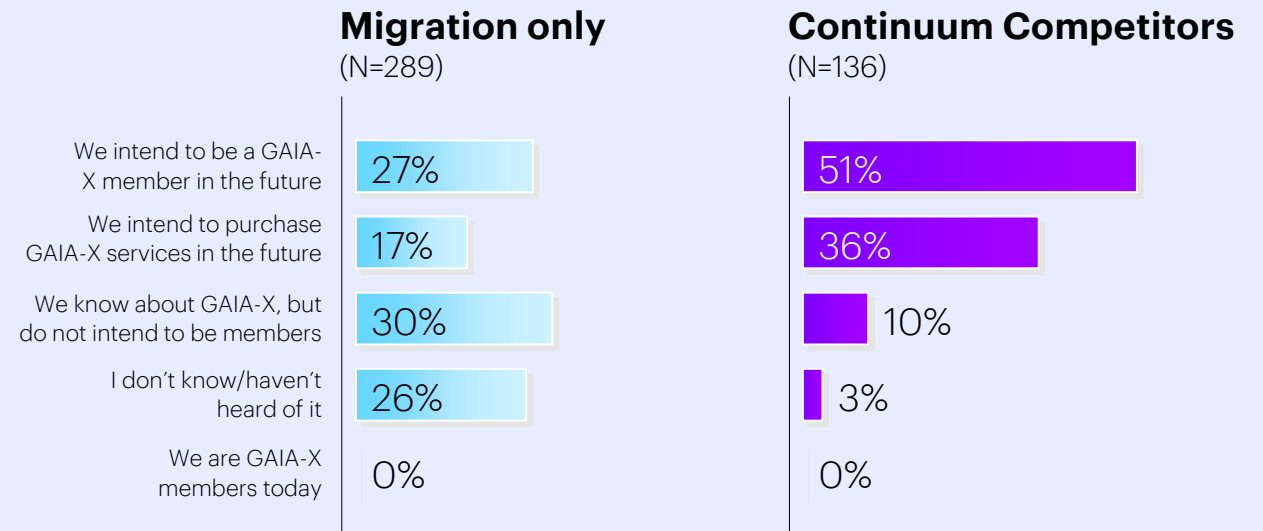 Migration only
(N=289)
Continuum Competitors
(N=136)
We intend to be a GAIA-
X member in the future
27%
51%
We intend to purchase
GAIA-X services in the future
17%
36%
We know about GAIA-X, but
do not intend to be members
30%
10%
I don’t know/haven’t
heard of it
26%
3%
We are GAIA-X
members today
0%
0%